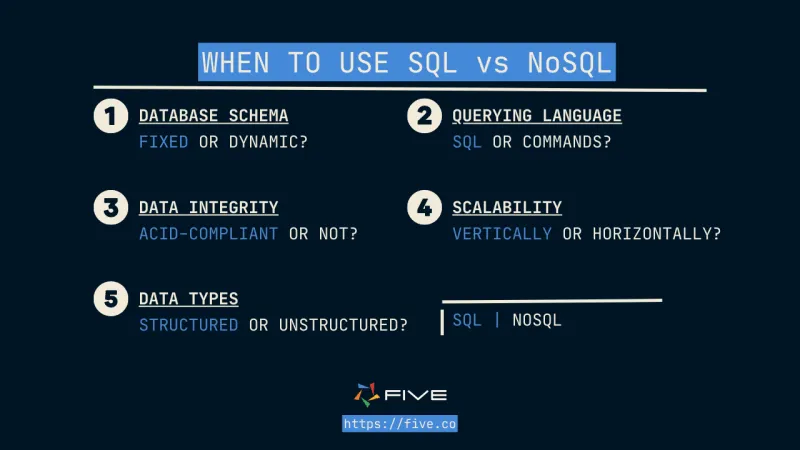 WHEN TO USE SQL vs NoSQL
1 DATABASE SCHEMA
FIXED OR DYNAMIC?
2 QUERYING LANGUAGE
SQL OR COMMANDS?
3 DATA INTEGRITY
ACID-COMPLIANT OR NOT?
4 SCALABILITY
VERTICALLY OR HORIZONTALLY?
5 DATA TYPES
STRUCTURED OR UNSTRUCTURED?
SQL | NOSQL
FIVE
https://five.co